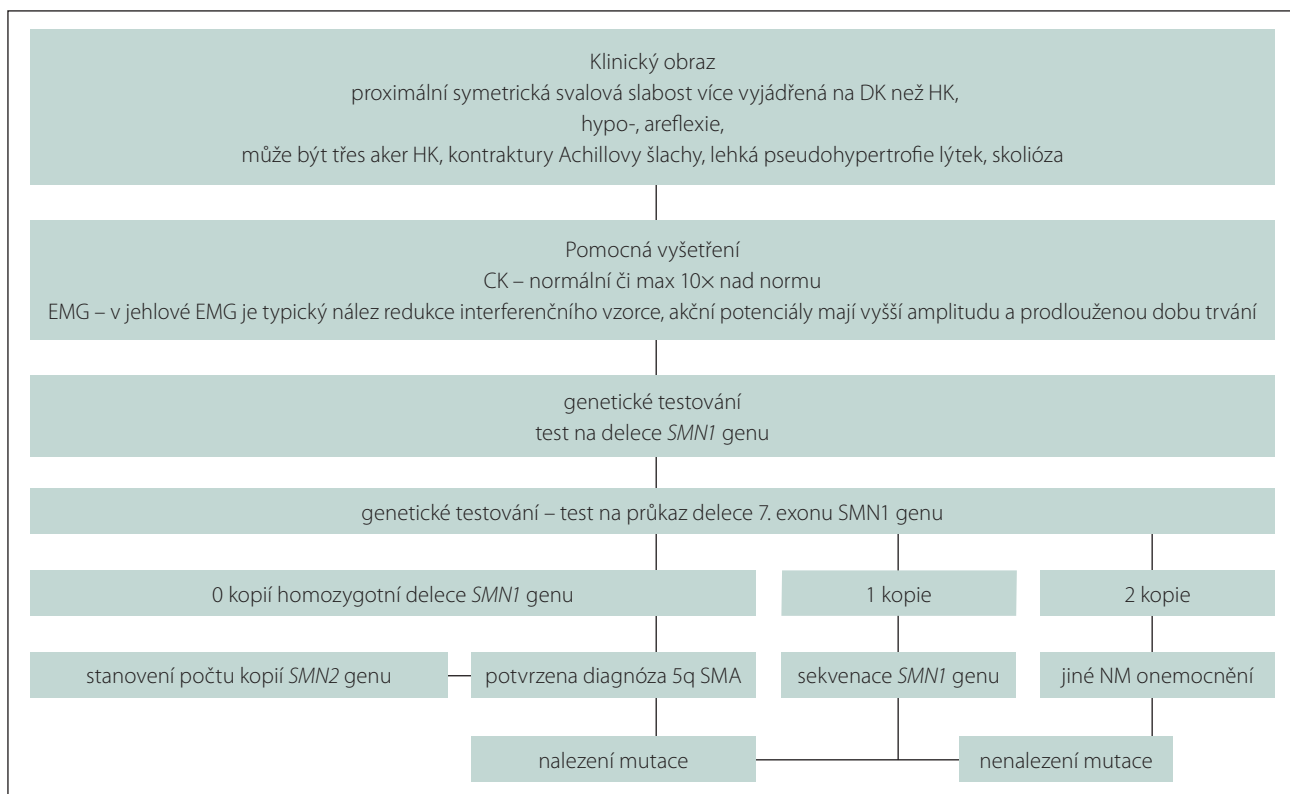 Klinický obraz
proximální symetrická svalová slabost více vyjádřená na DK než HK,
hypo-, areflexie,
může být třes aker HK, kontraktury Achillovy šlachy, lehká pseudohypertrofie lýtek, skolióza
Pomocná vyšetření
CK – normální či max 10× nad normu
EMG – v jehlové EMG je typický nález redukce interferenčního vzorce, akční potenciály mají vyšší amplitudu a prodlouženou dobu trvání
genetické testování
test na delece SMN1 genu
genetické testování – test na průkaz delece 7. exonu SMN1 genu
0 kopií homozygotní delece SMN1 genu
1 kopie
2 kopie
stanovení počtu kopií SMN2 genu
potvrzena diagnóza 5q SMA
sekvenace SMN1 genu
jiné NM onemocnění
nalezení mutace
nenalezení mutace